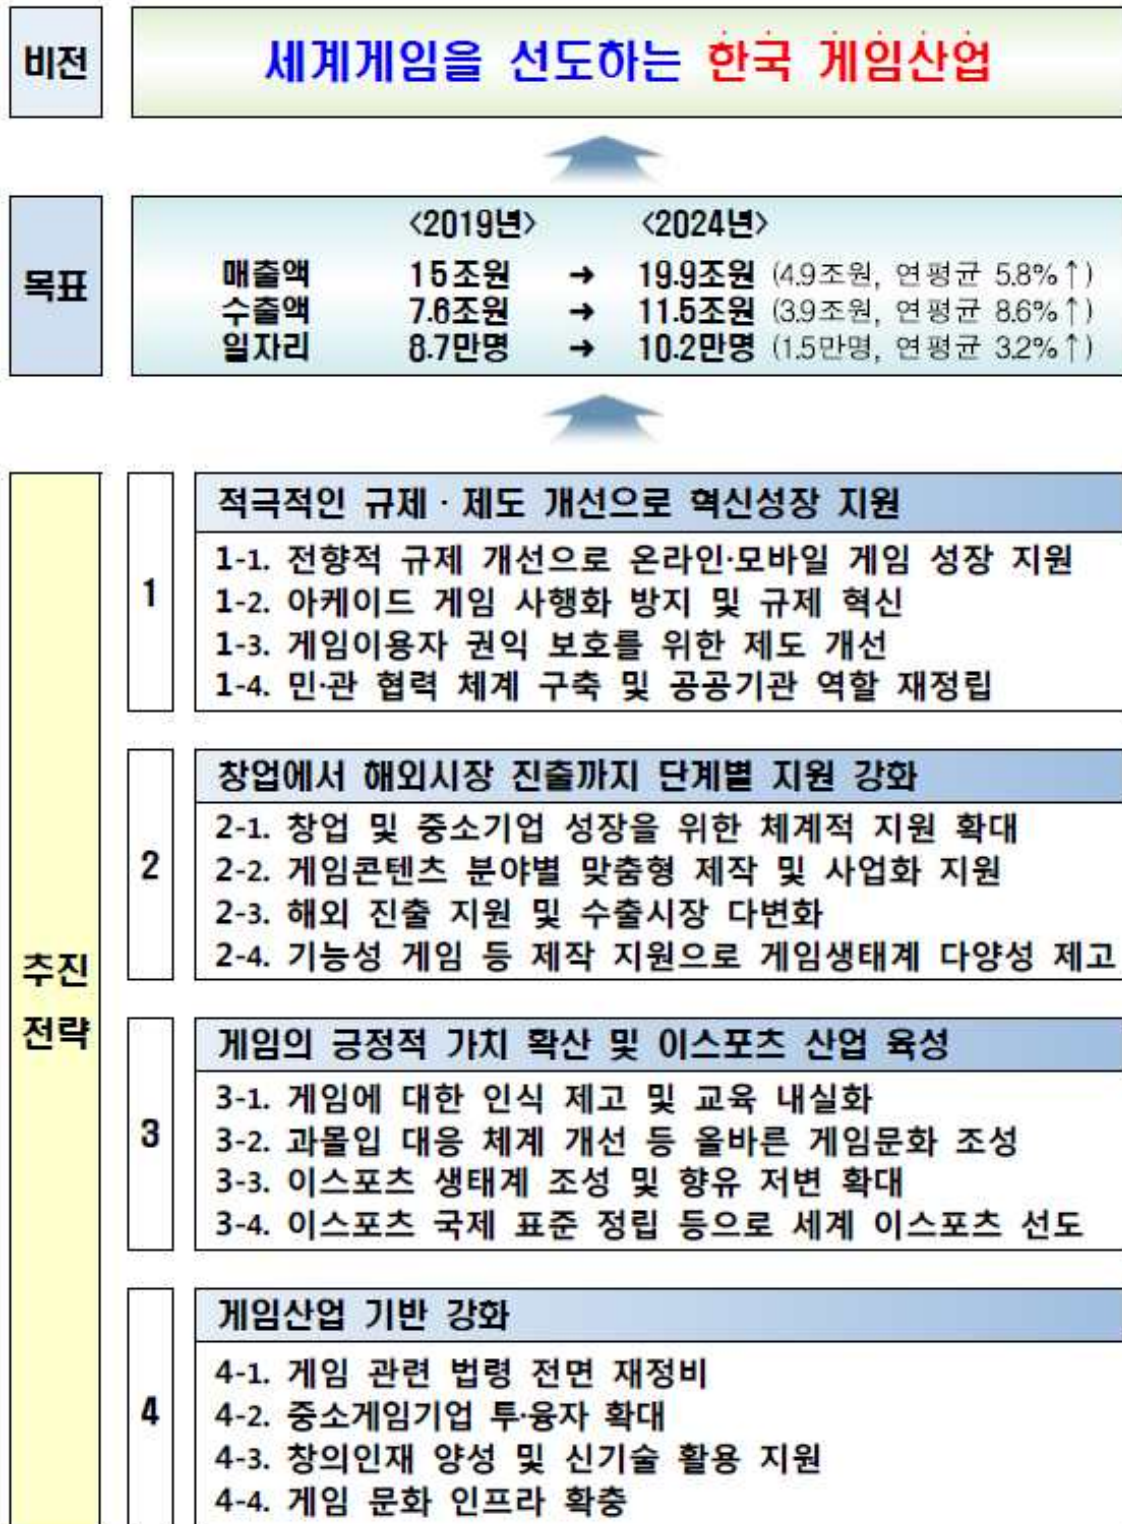 비전
세계게임을 선도하는 한국 게임산업
목표
<2019년> <2024년>
매출액 15조원 → 19.9조원 (4.9조원, 연평균 5.8%↑)
수출액 7.6조원 → 11.5조원 (3.9조원, 연평균 8.6%↑)
일자리 8.7만명 → 10.2만명 (1.5만명, 연평균 3.2%↑)
추진
전략
1
적극적인 규제·제도 개선으로 혁신성장 지원
1-1. 전향적 규제 개선으로 온라인·모바일 게임 성장 지원
1-2. 아케이드 게임 사행화 방지 및 규제 혁신
1-3. 게임이용자 권익 보호를 위한 제도 개선
1-4. 민·관 협력 체계 구축 및 공공기관 역할 재정립
2
창업에서 해외시장 진출까지 단계별 지원 강화
2-1. 창업 및 중소기업 성장을 위한 체계적 지원 확대
2-2. 게임콘텐츠 분야별 맞춤형 제작 및 사업화 지원
2-3. 해외 진출 지원 및 수출시장 다변화
2-4. 기능성 게임 등 제작 지원으로 게임생태계 다양성 제고
3
게임의 긍정적 가치 확산 및 이스포츠 산업 육성
3-1. 게임에 대한 인식 제고 및 교육 내실화
3-2. 과몰입 대응 체계 개선 등 올바른 게임문화 조성
3-3. 이스포츠 생태계 조성 및 향유 저변 확대
3-4. 이스포츠 국제 표준 정립 등으로 세계 이스포츠 선도
4
게임산업 기반 강화
4-1. 게임 관련 법령 전면 재정비
4-2. 중소게임기업 투·융자 확대
4-3. 창의인재 양성 및 신기술 활용 지원
4-4. 게임 문화 인프라 확충